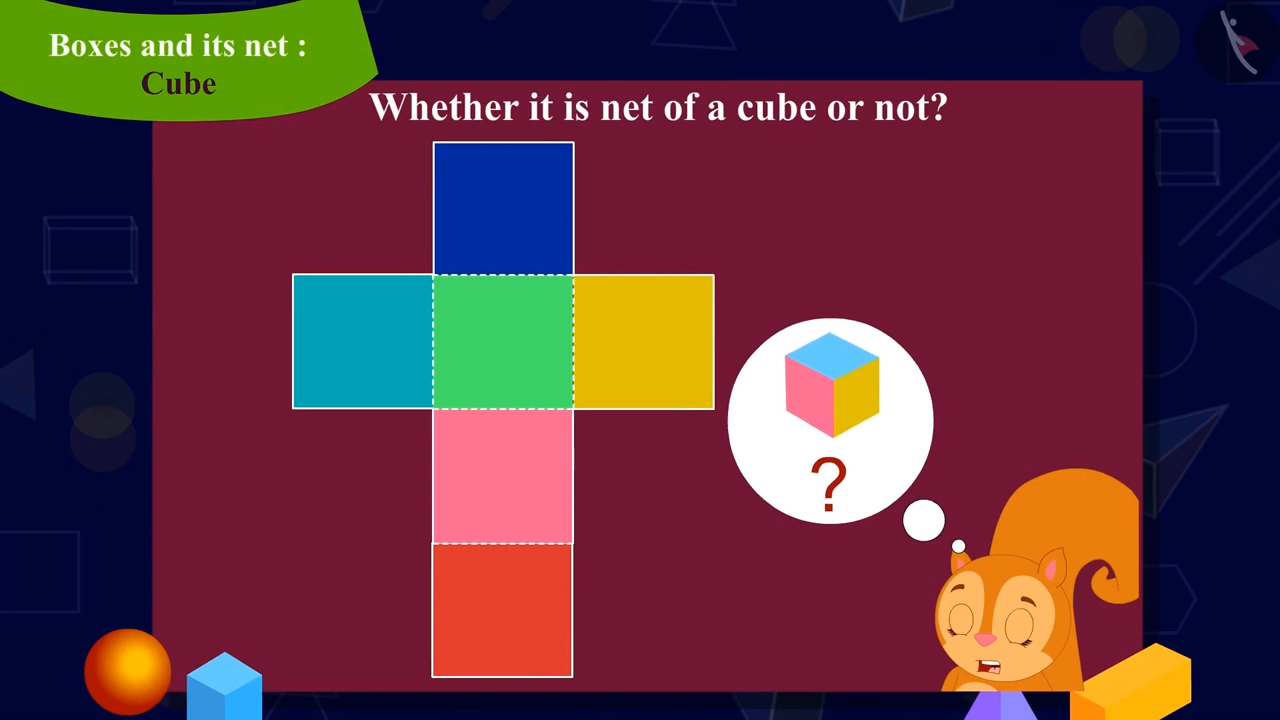 Boxes and its net :
Cube
Whether it is net of a cube or not?
?